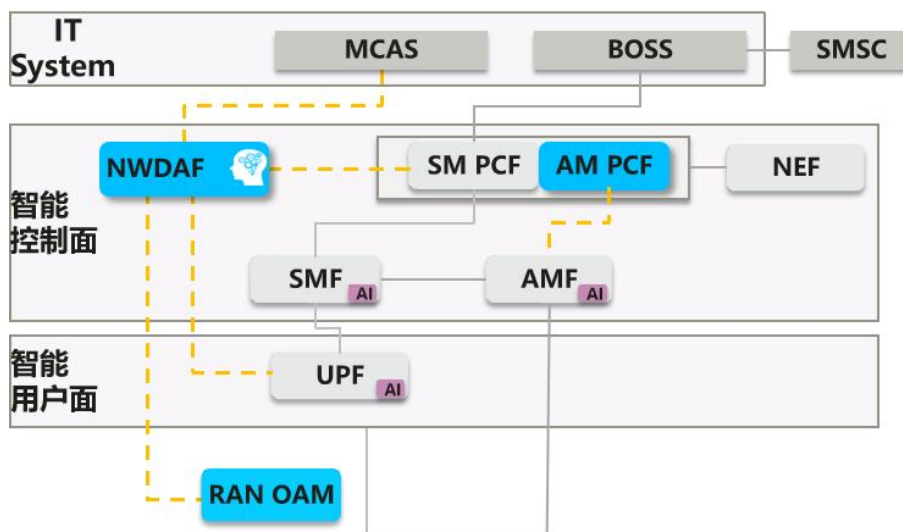 IT
System
MCAS
BOSS
SMSC
NWDAF
SM PCF
AM PCF
NEF
智能
控制面
SMF
AI
AMF
AI
智能
用户面
UPF
AI
RAN OAM